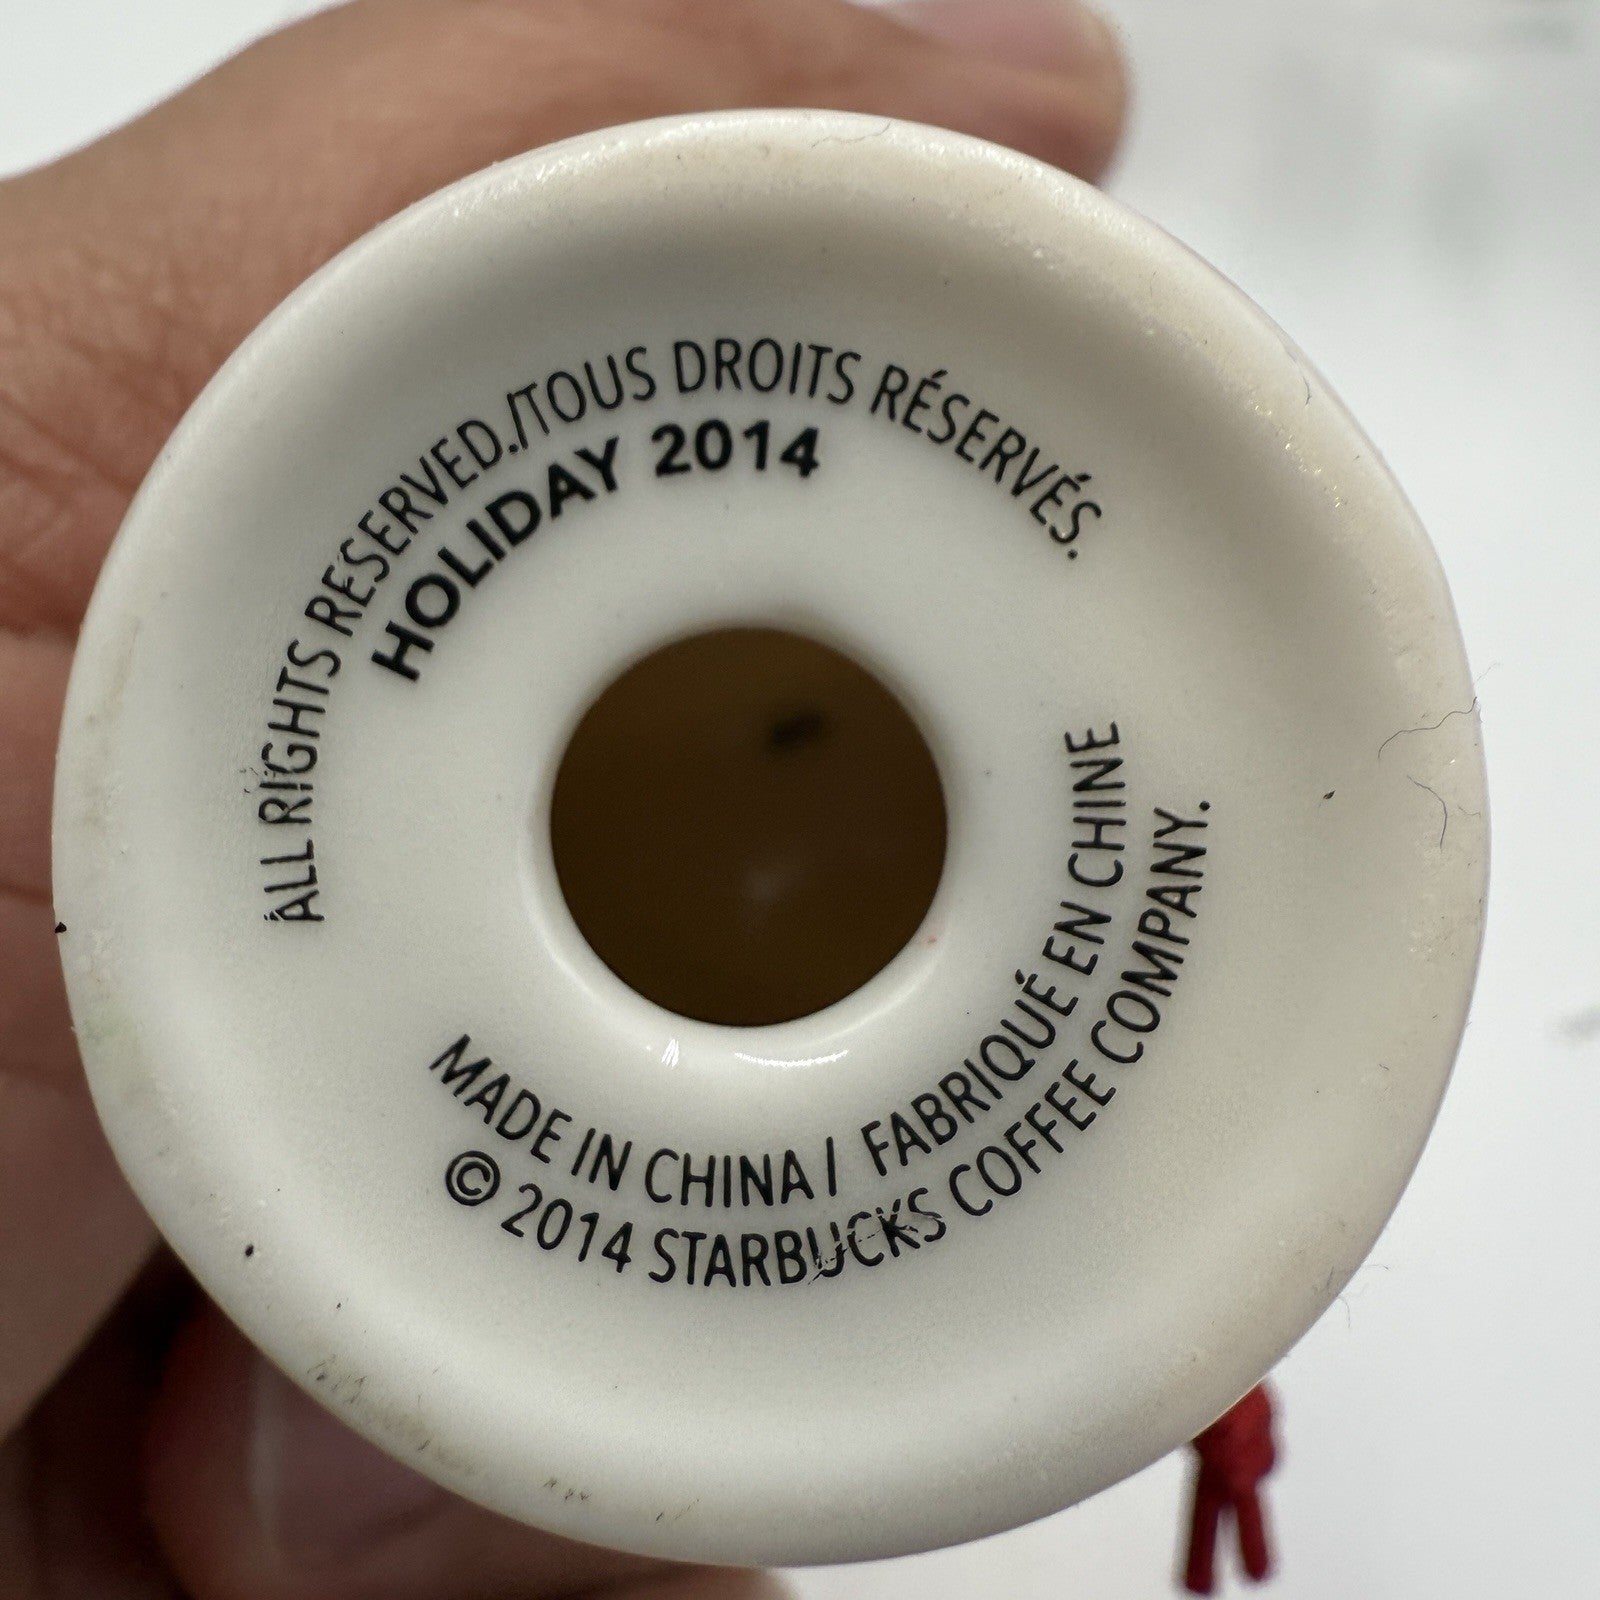 ALL RIGHTS RESERVED./TOUS DROITS RÉSERVÉS.
HOLIDAY 2014
MADE IN CHINA / FABRIQUÉ EN CHINE
© 2014 STARBUCKS COFFEE COMPANY.